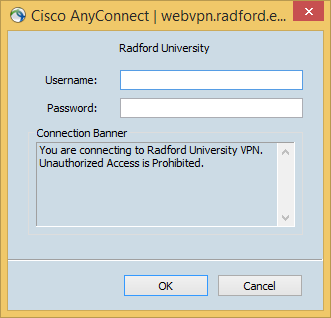 Cisco AnyConnect | webvpn.radford.e...
Radford University
Username:
Password:
Connection Banner
You are connecting to Radford University VPN.
Unauthorized Access is Prohibited.
OK
Cancel